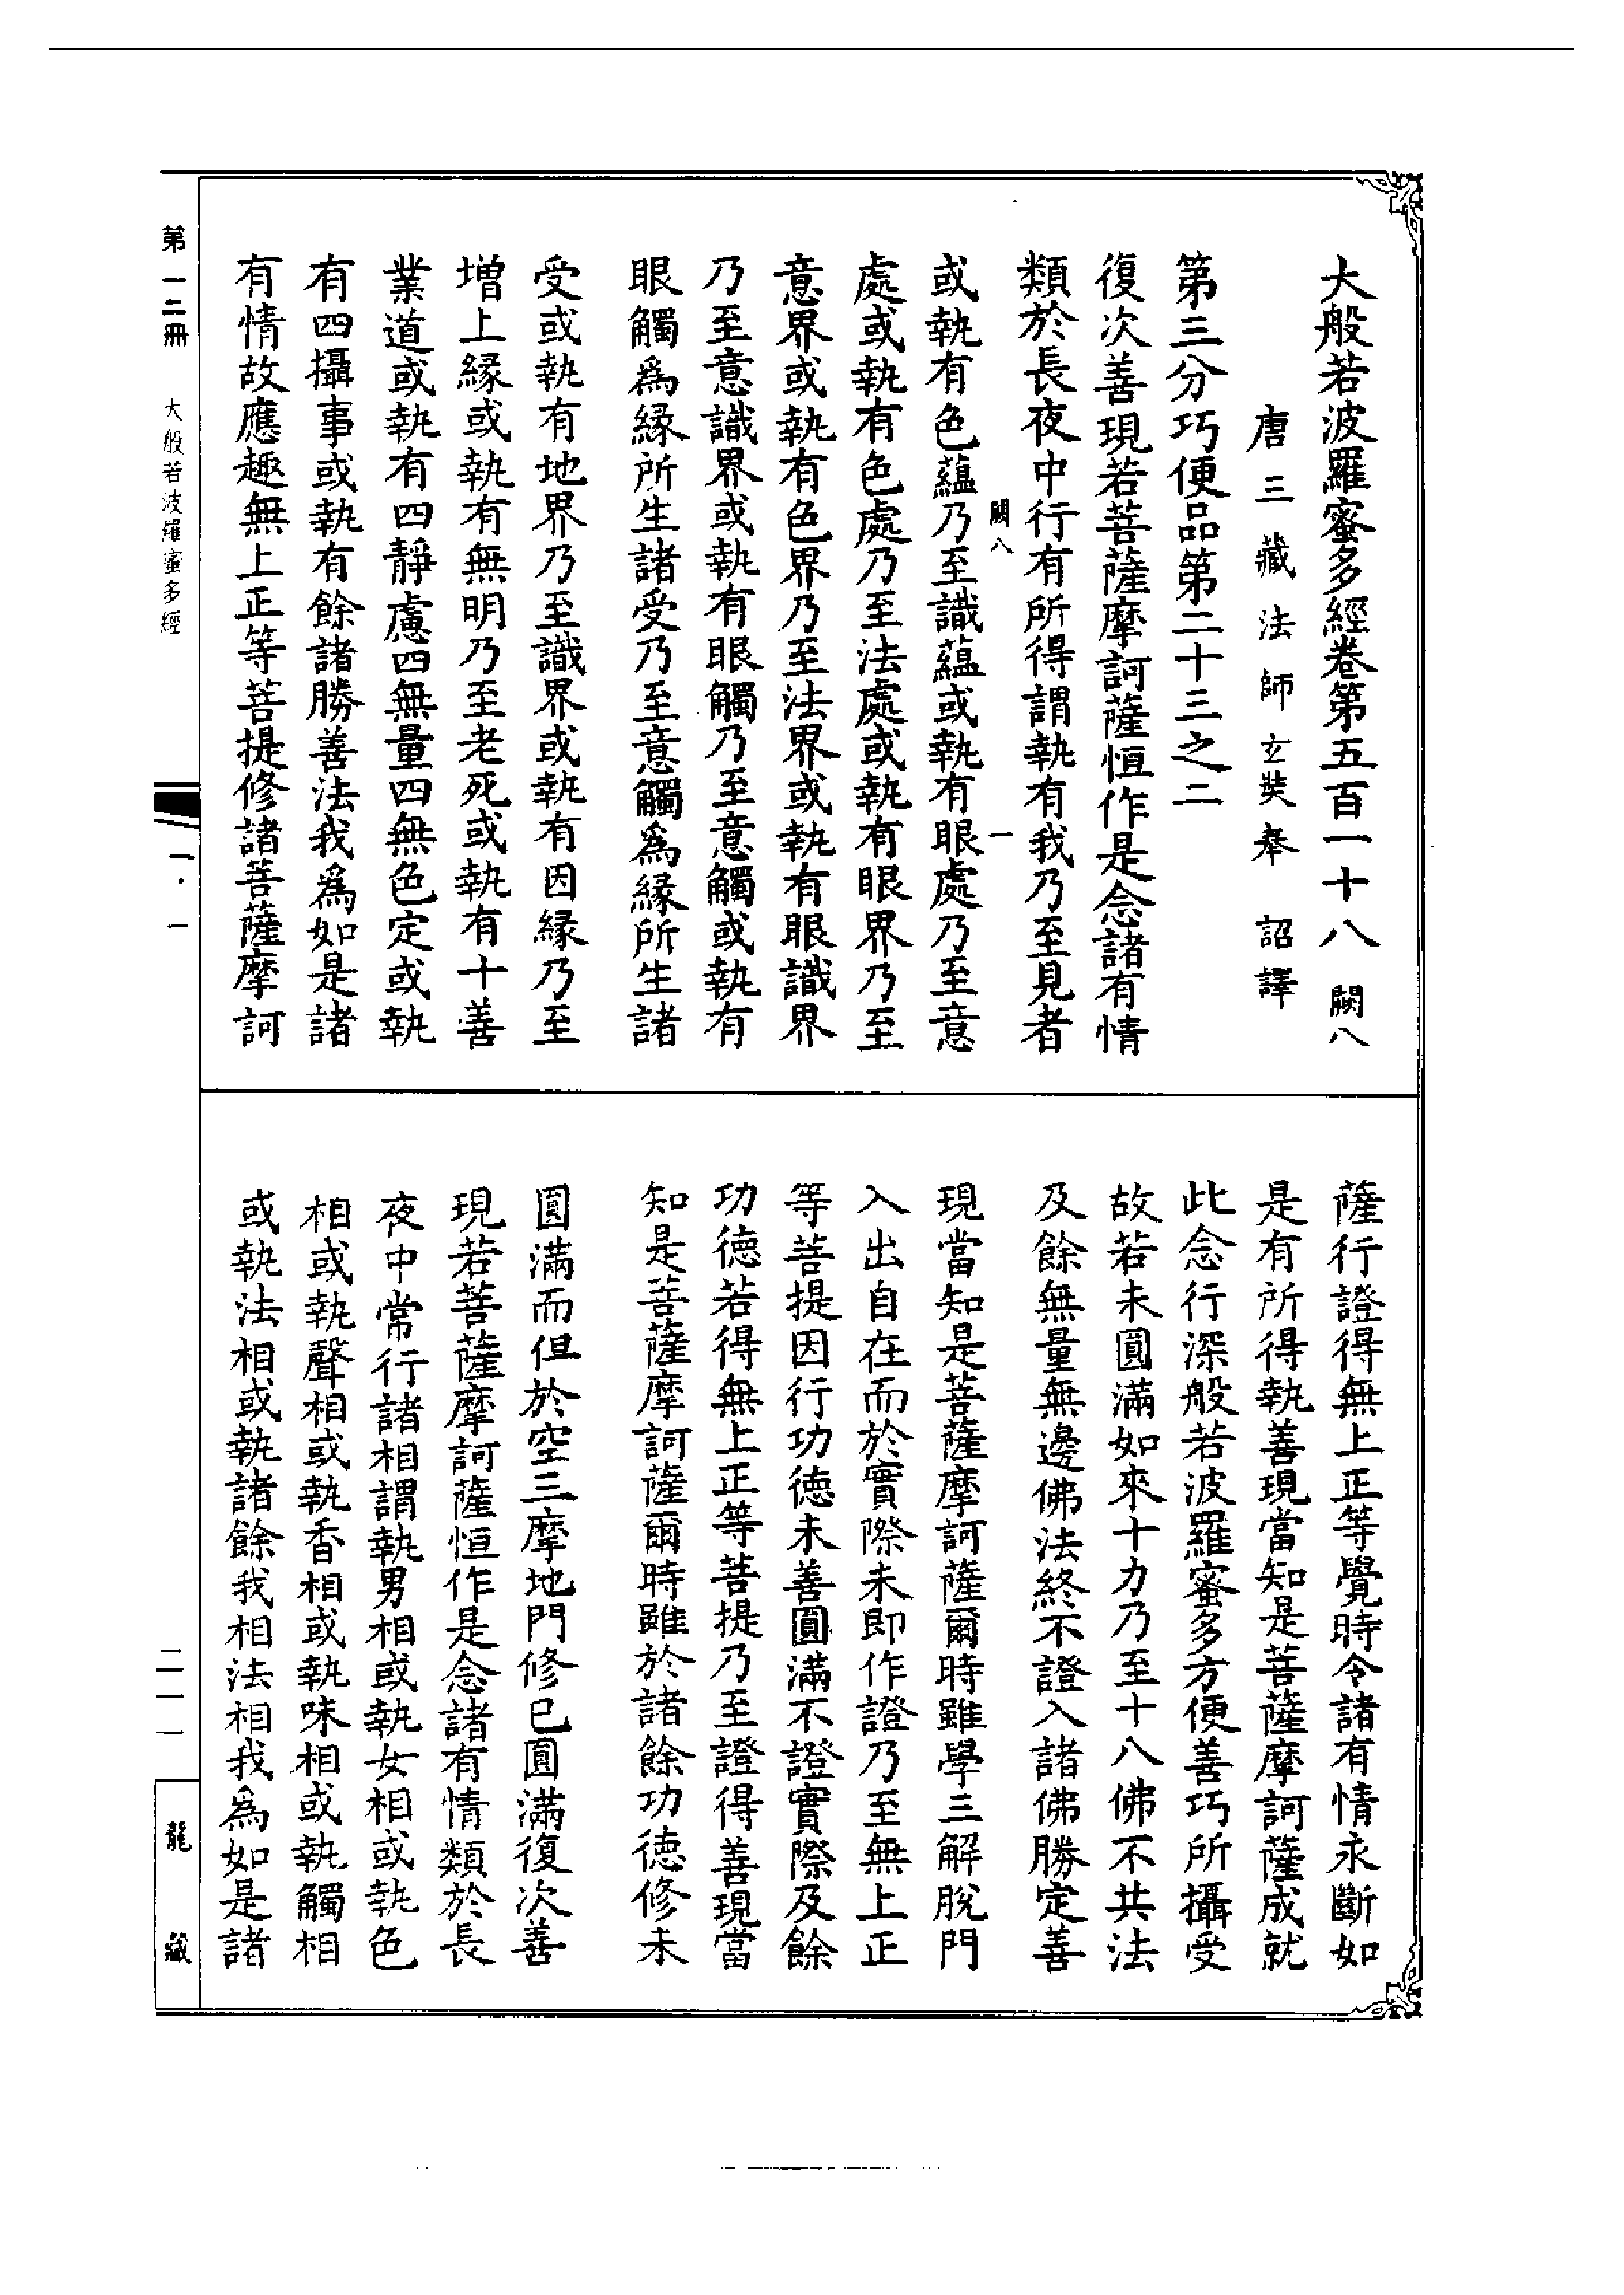 大般若波羅蜜多經卷第五百一十八 闕八
唐三藏法師玄奘奉 詔譯
第三分巧便品第二十三之二
復次善現若菩薩摩訶薩恒作是念諸有情
類於長夜中行有所得謂執有我乃至見者
闕八 一
或執有色蘊乃至識蘊或執有眼處乃至意
處或執有色處乃至法處或執有眼界乃至
意界或執有色界乃至法界或執有眼識界
乃至意識界或執有眼觸乃至意觸或執有
眼觸為緣所生諸受乃至意觸為緣所生諸
受或執有地界乃至識界或執有因緣乃至
增上緣或執有無明乃至老死或執有十善
業道或執有四靜慮四無量四無色定或執
有四攝事或執有餘諸勝善法我為如是諸
有情故應趣無上正等菩提修諸菩薩摩訶
薩行證得無上正等覺時令諸有情永斷如
是有所得執善現當知是菩薩摩訶薩成就
此念行深般若波羅蜜多方便善巧所攝受
故若未圓滿如來十力乃至十八佛不共法
及餘無量無邊佛法終不證入諸佛勝定善
現當知是菩薩摩訶薩爾時雖學三解脫門
入出自在而於實際未即作證乃至無上正
等菩提因行功德未善圓滿不證實際及餘
功德若得無上正等菩提乃至證得善現當
知是菩薩摩訶薩爾時雖於諸餘功德修未
圓滿而但於空三摩地門修已圓滿復次善
現若菩薩摩訶薩恒作是念諸有情類於長
夜中常行諸相謂執男相或執女相或執色
相或執聲相或執香相或執味相或執觸相
或執法相或執諸餘我相法相我為如是諸
第一二冊 大般若波羅蜜多經
一·一
二一一
龍藏